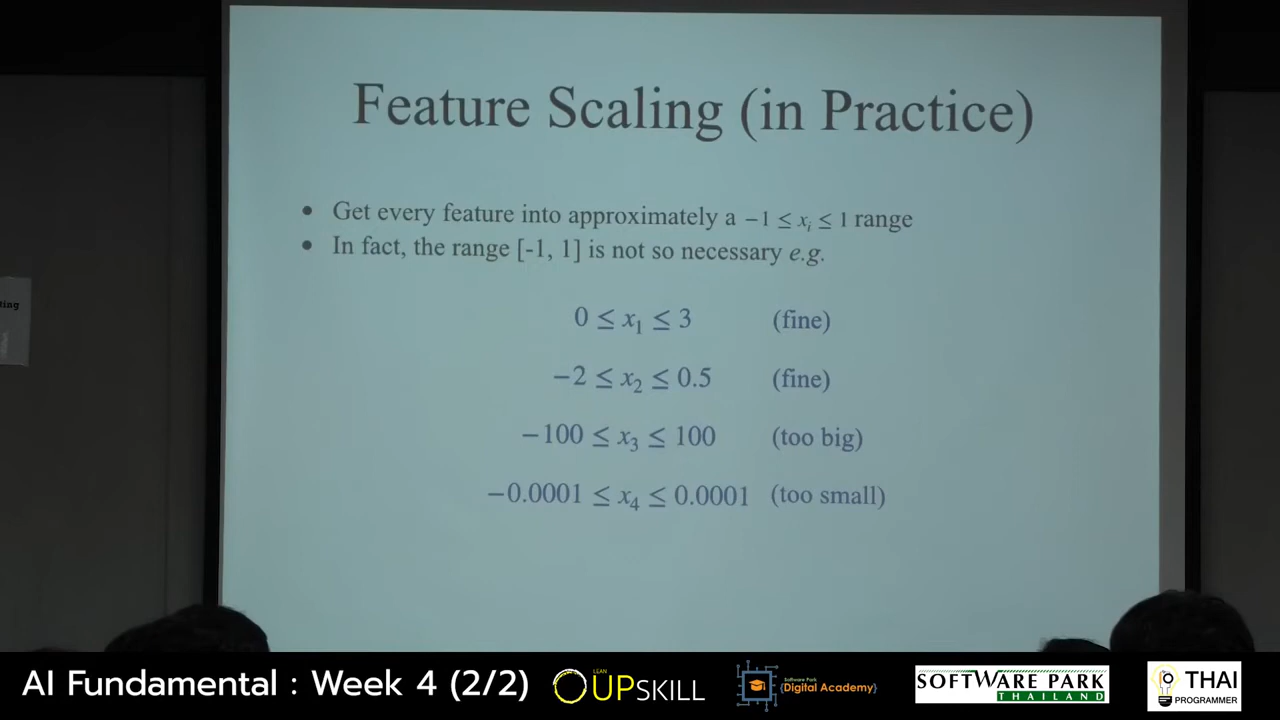 Feature Scaling (in Practice)
• Get every feature into approximately a −1 ≤ xᵢ ≤ 1 range
• In fact, the range [-1, 1] is not so necessary e.g.
0 ≤ x₁ ≤ 3 (fine)
−2 ≤ x₂ ≤ 0.5 (fine)
−100 ≤ x₃ ≤ 100 (too big)
−0.0001 ≤ x₄ ≤ 0.0001 (too small)
ting
AI Fundamental : Week 4 (2/2)
LEAN
UPSKILL
Software Park
{Digital Academy}
SOFTWARE PARK
THAILAND
THAI
PROGRAMMER